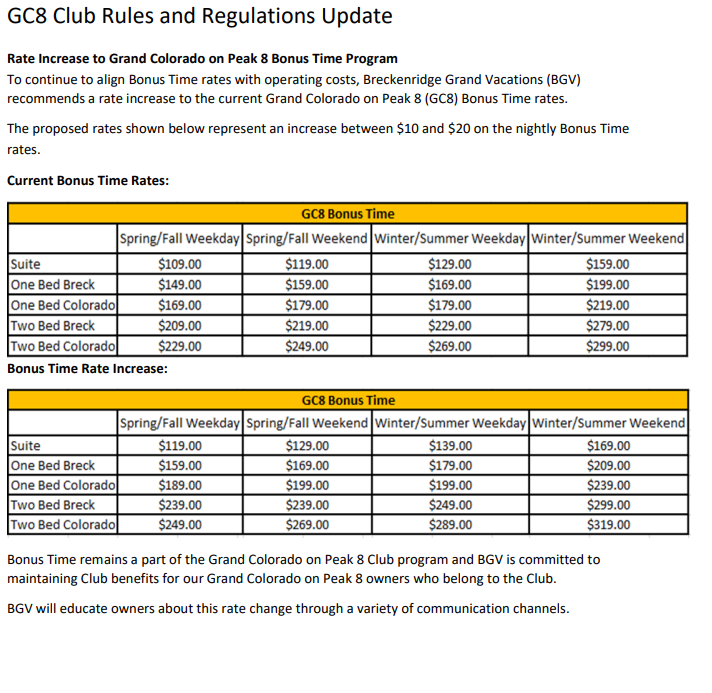 GC8 Club Rules and Regulations Update
Rate Increase to Grand Colorado on Peak 8 Bonus Time Program
To continue to align Bonus Time rates with operating costs, Breckenridge Grand Vacations (BGV)
recommends a rate increase to the current Grand Colorado on Peak 8 (GC8) Bonus Time rates.
The proposed rates shown below represent an increase between $10 and $20 on the nightly Bonus Time
rates.
Current Bonus Time Rates:
GC8 Bonus Time
Spring/Fall Weekday Spring/Fall Weekend Winter/Summer Weekday Winter/Summer Weekend
Suite $109.00 $119.00 $129.00 $159.00
One Bed Breck $149.00 $159.00 $169.00 $199.00
One Bed Colorado $169.00 $179.00 $179.00 $219.00
Two Bed Breck $209.00 $219.00 $229.00 $279.00
Two Bed Colorado $229.00 $249.00 $269.00 $299.00
Bonus Time Rate Increase:
GC8 Bonus Time
Spring/Fall Weekday Spring/Fall Weekend Winter/Summer Weekday Winter/Summer Weekend
Suite $119.00 $129.00 $139.00 $169.00
One Bed Breck $159.00 $169.00 $179.00 $209.00
One Bed Colorado $189.00 $199.00 $199.00 $239.00
Two Bed Breck $239.00 $239.00 $249.00 $299.00
Two Bed Colorado $249.00 $269.00 $289.00 $319.00
Bonus Time remains a part of the Grand Colorado on Peak 8 Club program and BGV is committed to
maintaining Club benefits for our Grand Colorado on Peak 8 owners who belong to the Club.
BGV will educate owners about this rate change through a variety of communication channels.